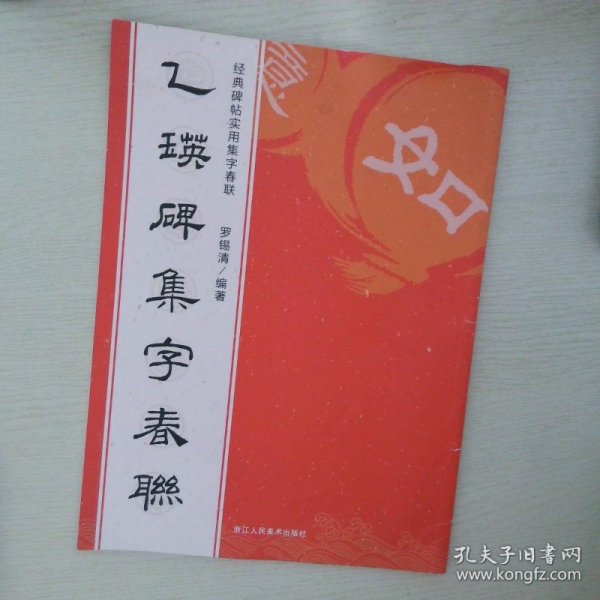 乙瑛碑集字春聯
经典碑帖实用集字春联
罗锡清/编著
如
意
浙江人民美术出版社
孔夫子旧书网
www.kongfz.com